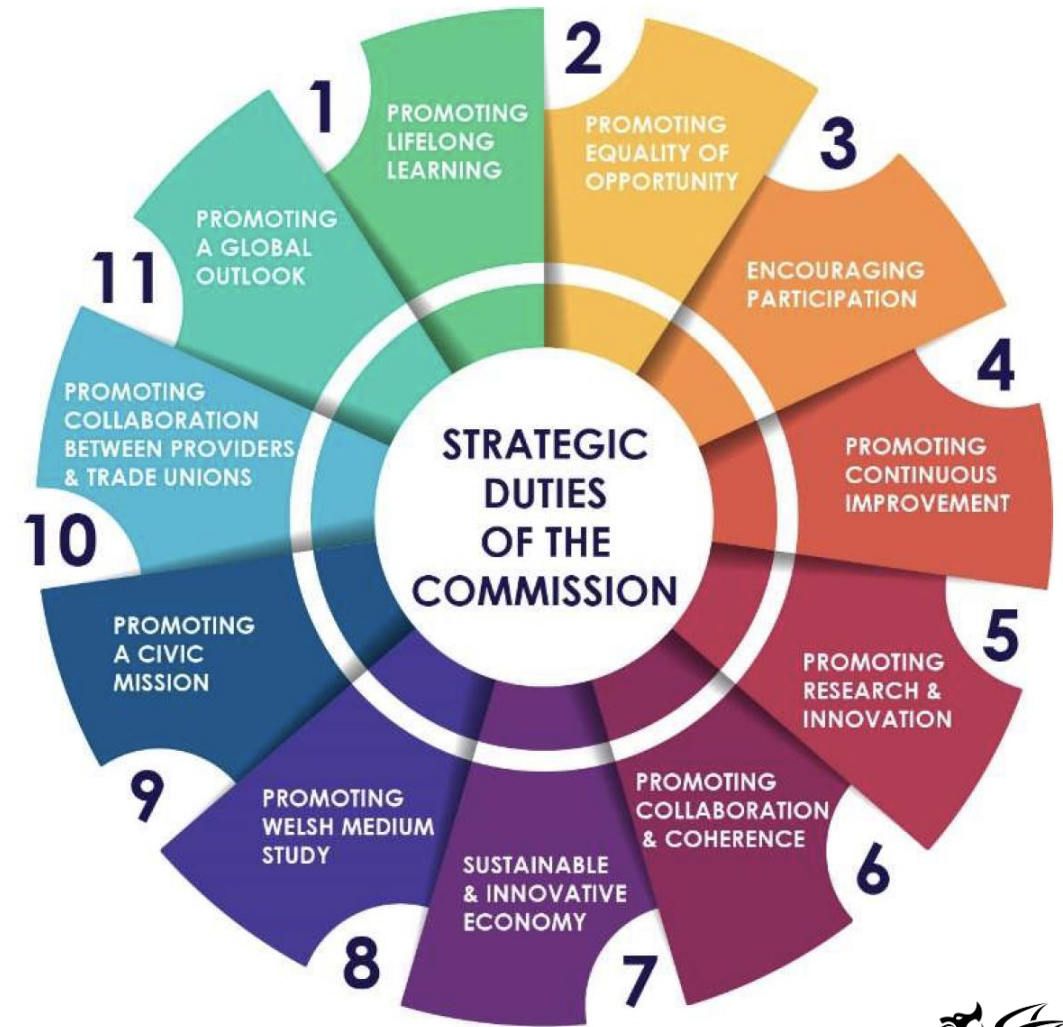 STRATEGIC
DUTIES
OF THE
COMMISSION
1
PROMOTING
LIFELONG
LEARNING
2
PROMOTING
EQUALITY OF
OPPORTUNITY
3
ENCOURAGING
PARTICIPATION
4
PROMOTING
CONTINUOUS
IMPROVEMENT
5
PROMOTING
RESEARCH &
INNOVATION
6
PROMOTING
COLLABORATION
& COHERENCE
7
SUSTAINABLE
& INNOVATIVE
ECONOMY
8
PROMOTING
WELSH MEDIUM
STUDY
9
PROMOTING
A CIVIC
MISSION
10
PROMOTING
COLLABORATION
BETWEEN PROVIDERS
& TRADE UNIONS
11
PROMOTING
A GLOBAL
OUTLOOK